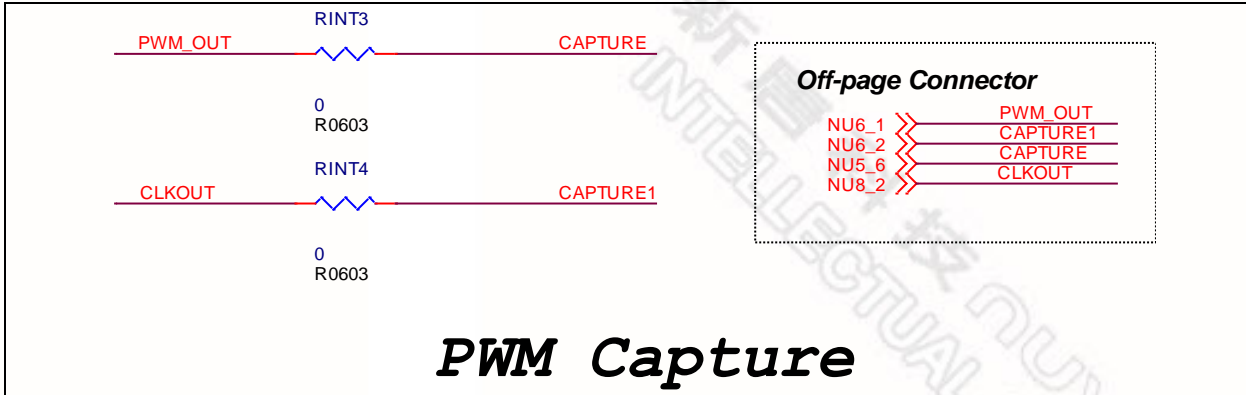 RINT3
PWM_OUT CAPTURE
0
R0603
RINT4
CLKOUT CAPTURE1
0
R0603
Off-page Connector
NU6_1 PWM_OUT
NU6_2 CAPTURE1
NU5_6 CAPTURE
NU8_2 CLKOUT
PWM Capture
INTELLECTUAL